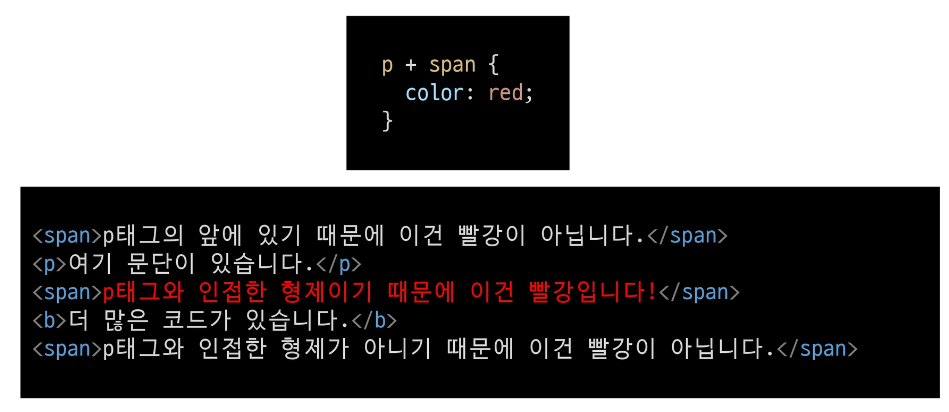 p + span {
  color: red;
}
<span>p태그의 앞에 있기 때문에 이건 빨강이 아닙니다.</span>
<p>여기 문단이 있습니다.</p>
<span>p태그와 인접한 형제이기 때문에 이건 빨강입니다!</span>
<b>더 많은 코드가 있습니다.</b>
<span>p태그와 인접한 형제가 아니기 때문에 이건 빨강이 아닙니다.</span>